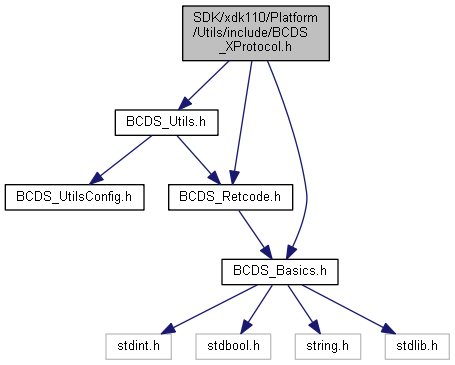 SDK/xdk110/Platform
/Utils/include/BCDS
_XProtocol.h
BCDS_Utils.h
BCDS_UtilsConfig.h
BCDS_Retcode.h
BCDS_Basics.h
stdint.h
stdbool.h
string.h
stdlib.h